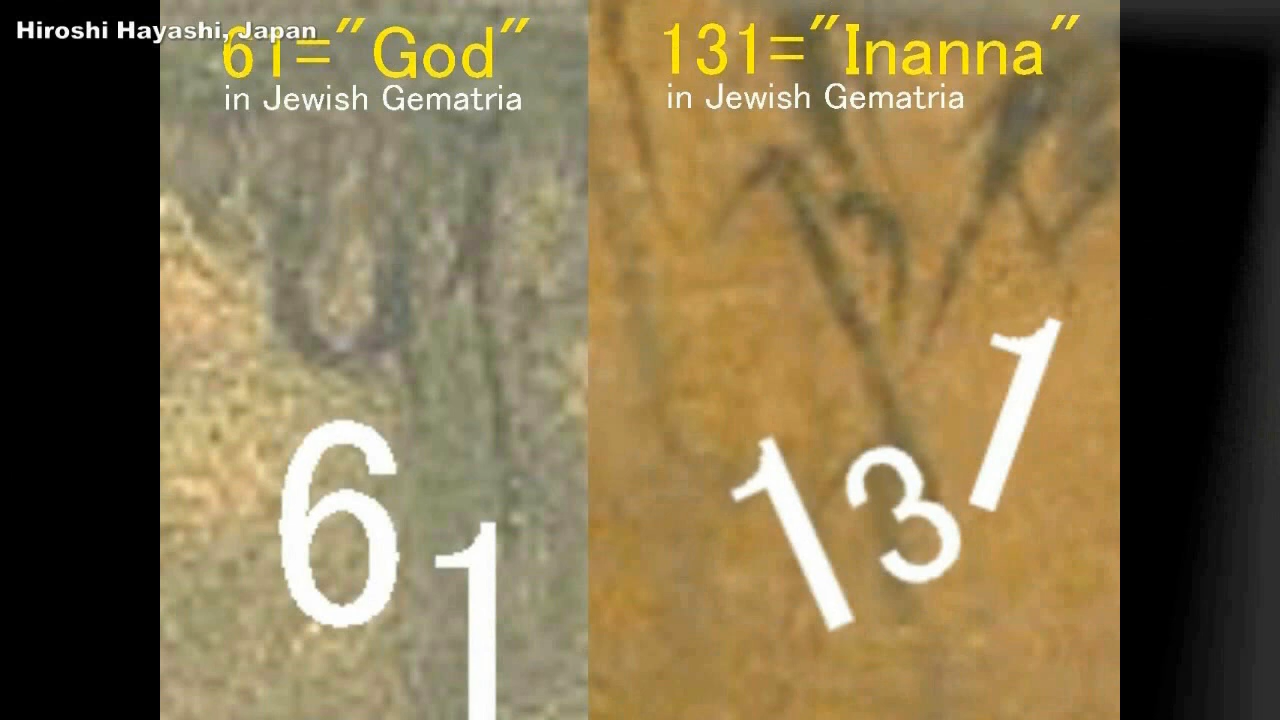 Hiroshi Hayashi, Japan
61="God"
in Jewish Gematria
131="Inanna"
in Jewish Gematria
61
131